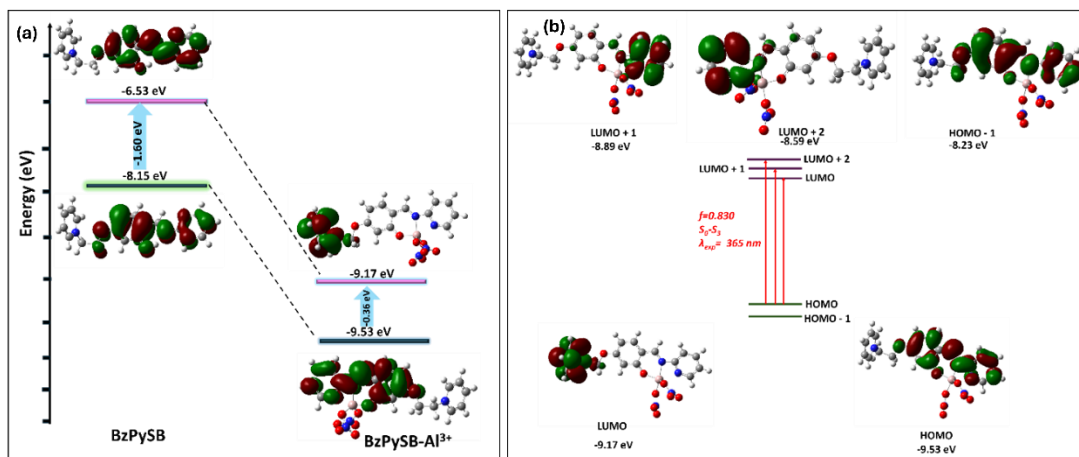 (a)
Energy (eV)
-6.53 eV
-1.60 eV
-8.15 eV
-9.17 eV
-0.36 eV
-9.53 eV
BzPySB
BzPySB-Al³⁺
(b)
LUMO + 1
-8.89 eV
LUMO + 2
-8.59 eV
HOMO - 1
-8.23 eV
LUMO + 2
LUMO + 1
LUMO
f=0.830
S₀-S₃
λexp= 365 nm
HOMO
HOMO - 1
LUMO
-9.17 eV
HOMO
-9.53 eV